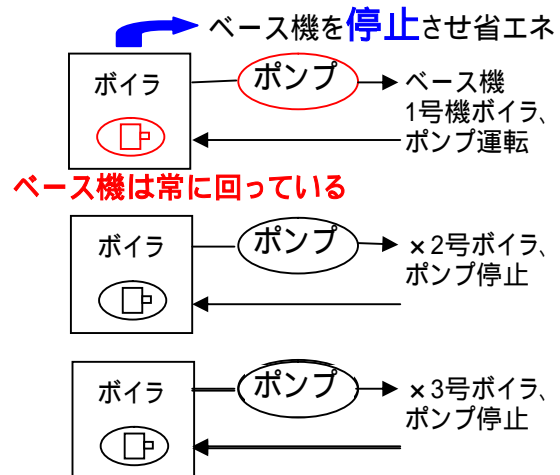 ベース機を停止させ省エネ
ボイラ
ポンプ
ベース機
1号機ボイラ、
ポンプ運転
ベース機は常に回っている
ボイラ
ポンプ
×2号ボイラ、
ポンプ停止
ボイラ
ポンプ
×3号ボイラ、
ポンプ停止